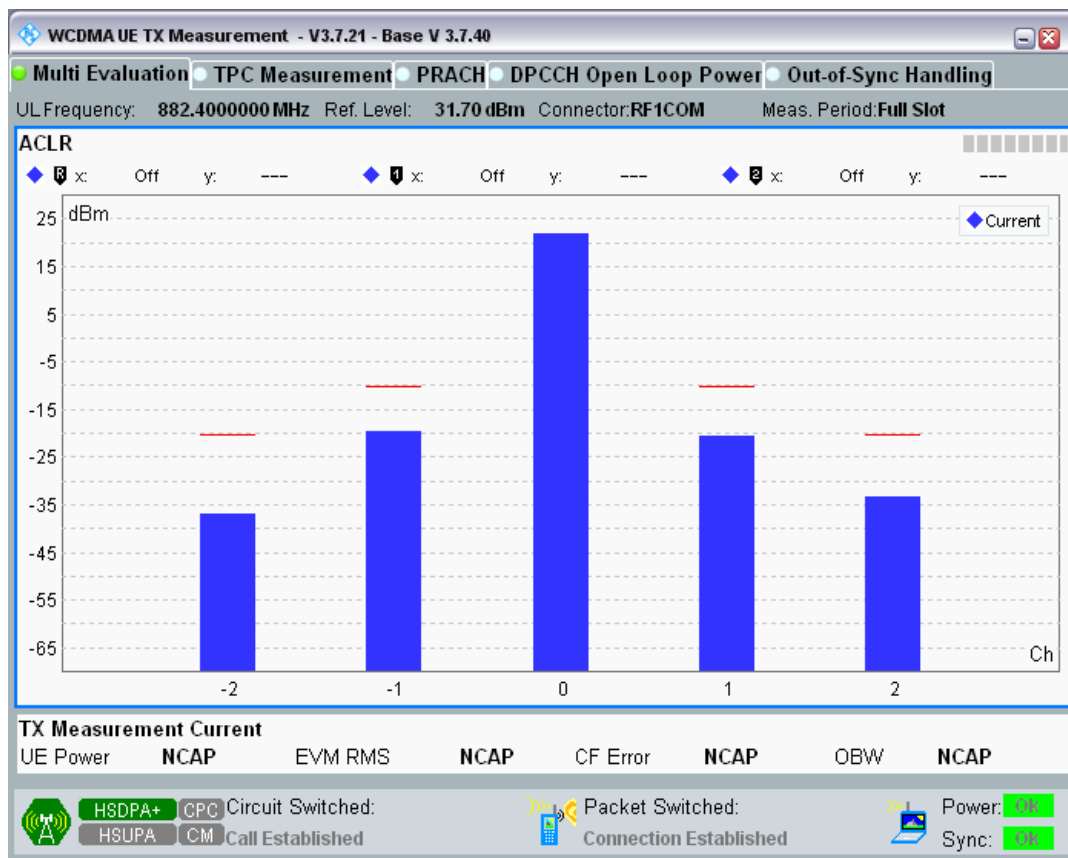 WCDMA UE TX Measurement - V3.7.21 - Base V 3.7.40
Multi Evaluation TPC Measurement PRACH DPCCH Open Loop Power Out-of-Sync Handling
UL Frequency: 882.4000000 MHz Ref. Level: 31.70 dBm Connector:RF1COM Meas. Period:Full Slot
ACLR
R x: Off y: --- 1 x: Off y: --- 2 x: Off y: ---
dBm
Current
25
15
5
-5
-15
-25
-35
-45
-55
-65
Ch
-2 -1 0 1 2
TX Measurement Current
UE Power NCAP EVM RMS NCAP CF Error NCAP OBW NCAP
HSDPA+ CPC Circuit Switched: Packet Switched: Power: OK
HSUPA CM Call Established Connection Established Sync: OK